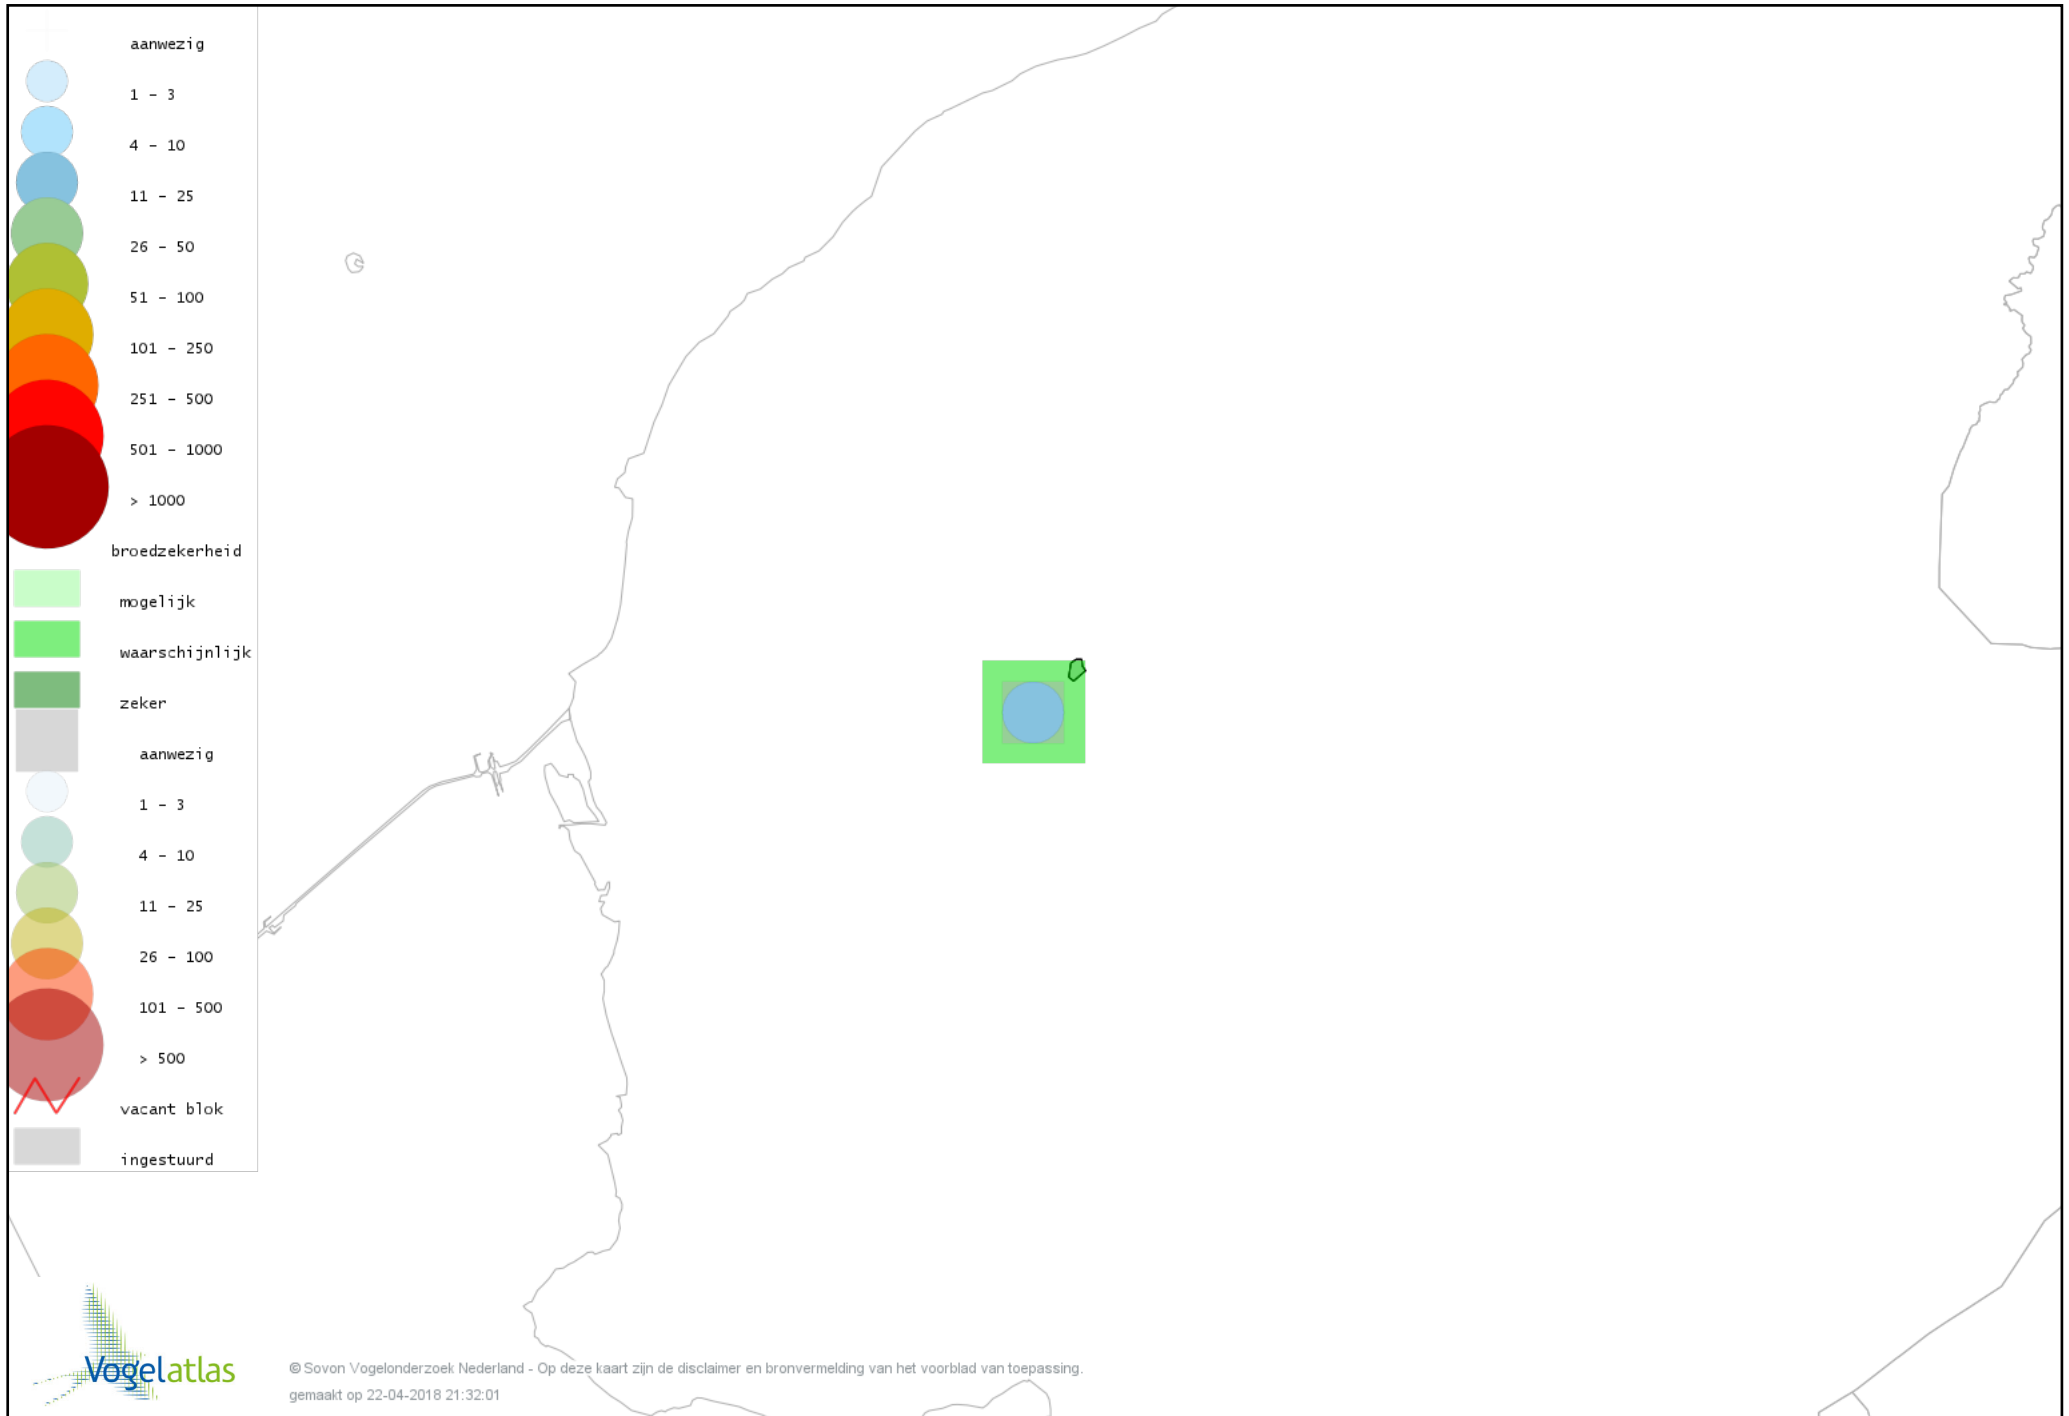 aanwezig
1 - 3
4 - 10
11 - 25
26 - 50
51 - 100
101 - 250
251 - 500
501 - 1000
> 1000
broedzekerheid
mogelijk
waarschijnlijk
zeker
aanwezig
1 - 3
4 - 10
11 - 25
26 - 100
101 - 500
> 500
vacant blok
ingestuurd
Vogelatlas
© Sovon Vogelonderzoek Nederland - Op deze kaart zijn de disclaimer en bronvermelding van het voorblad van toepassing.
gemaakt op 22-04-2018 21:32:01